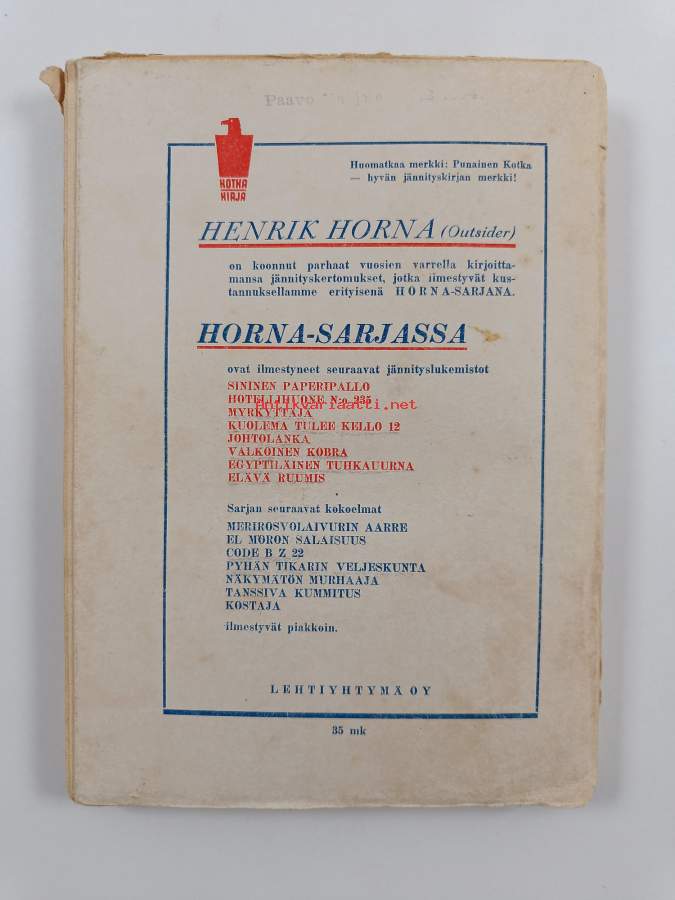 Paavo
KOTKA
KIRJA
Huomatkaa merkki: Punainen Kotka
— hyvän jännityskirjan merkki!
HENRIK HORNA (Outsider)
on koonnut parhaat vuosien varrella kirjoitta-
mansa jännityskertomukset, jotka ilmestyvät kus-
tannuksellamme erityisenä HORNA-SARJANA.
HORNA-SARJASSA
ovat ilmestyneet seuraavat jännityslukemistot
SININEN PAPERIPALLO
HOTELLIHUONE N:o 235
Antikvariaatti.net
MYRKYTTÄJÄ
KUOLEMA TULEE KELLO 12
JOHTOLANKA
VALKOINEN KOBRA
EGYPTILÄINEN TUHKAUURNA
ELÄVÄ RUUMIS
Sarjan seuraavat kokoelmat
MERIROSVOLAIVURIN AARRE
EL MORON SALAISUUS
CODE B Z 22
PYHÄN TIKARIN VELJESKUNTA
NÄKYMÄTÖN MURHAAJA
TANSSIVA KUMMITUS
KOSTAJA
ilmestyvät piakkoin.
LEHTIYHTYMÄ OY
35 mk